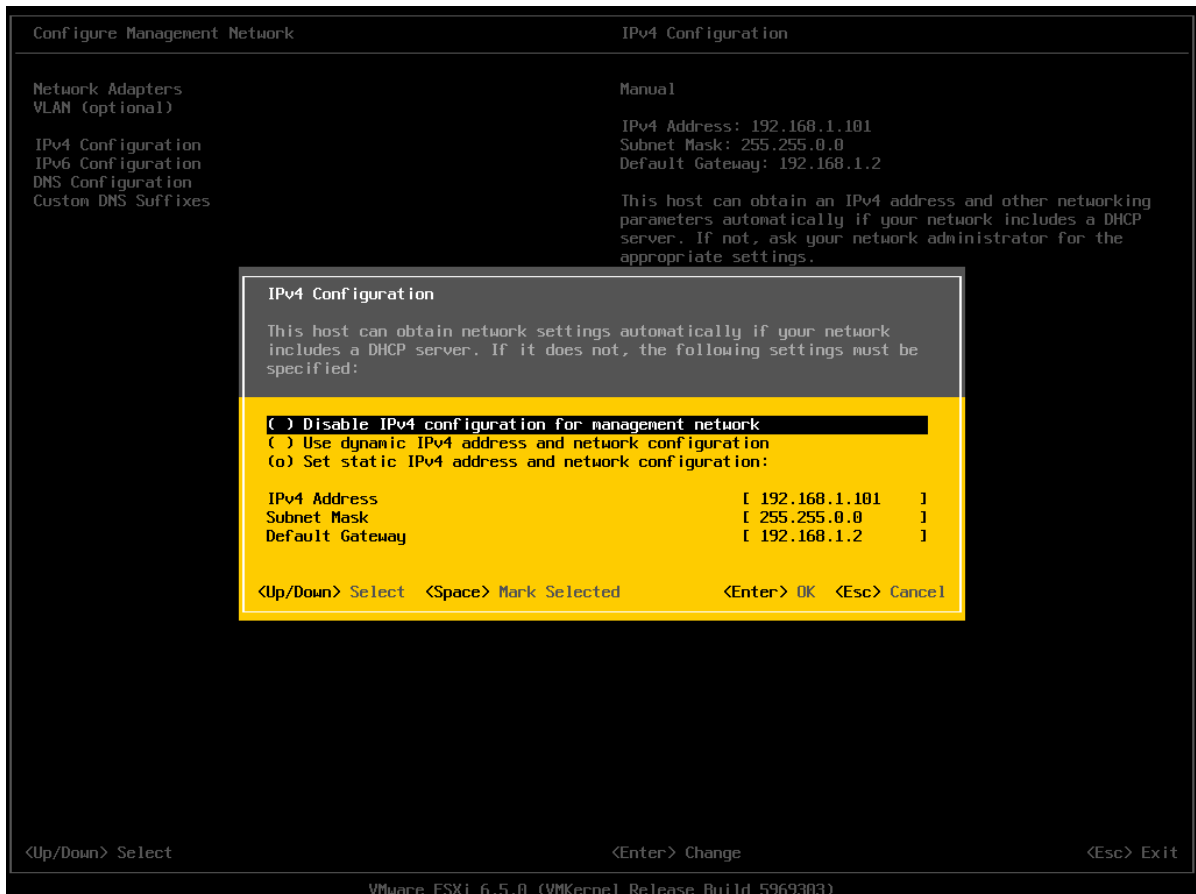 Configure Management Network
IPv4 Configuration
Network Adapters
VLAN (optional)
IPv4 Configuration
IPv6 Configuration
DNS Configuration
Custom DNS Suffixes
Manual
IPv4 Address: 192.168.1.101
Subnet Mask: 255.255.0.0
Default Gateway: 192.168.1.2
This host can obtain an IPv4 address and other networking
parameters automatically if your network includes a DHCP
server. If not, ask your network administrator for the
appropriate settings.
IPv4 Configuration
This host can obtain network settings automatically if your network
includes a DHCP server. If it does not, the following settings must be
specified:
( ) Disable IPv4 configuration for management network
( ) Use dynamic IPv4 address and network configuration
(o) Set static IPv4 address and network configuration:
IPv4 Address [ 192.168.1.101 ]
Subnet Mask [ 255.255.0.0 ]
Default Gateway [ 192.168.1.2 ]
<Up/Down> Select <Space> Mark Selected <Enter> OK <Esc> Cancel
<Up/Down> Select <Enter> Change <Esc> Exit
VMware ESXi 6.5.0 (VMKernel Release Build 5969303)